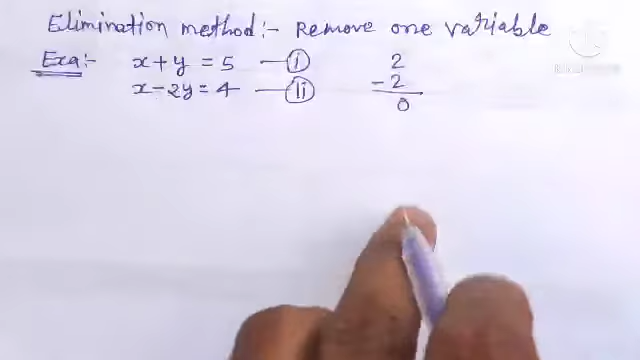 Elimination method:- Remove one variable
Exa:- x + y = 5 — (i)
x - 2y = 4 — (ii)
2
- 2
0